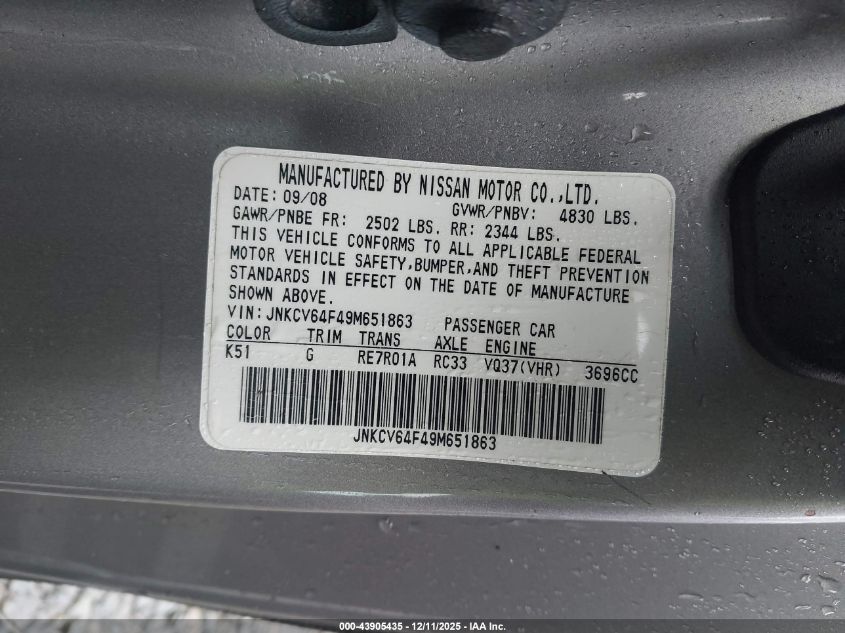 MANUFACTURED BY NISSAN MOTOR CO.,LTD.
DATE: 09/08 GVWR/PNBV: 4830 LBS.
GAWR/PNBE FR: 2502 LBS. RR: 2344 LBS.
THIS VEHICLE CONFORMS TO ALL APPLICABLE FEDERAL
MOTOR VEHICLE SAFETY,BUMPER,AND THEFT PREVENTION
STANDARDS IN EFFECT ON THE DATE OF MANUFACTURE
SHOWN ABOVE.
VIN:JNKCV64F49M651863 PASSENGER CAR
COLOR TRIM TRANS AXLE ENGINE
K51 G RE7R01A RC33 VQ37(VHR) 3696CC
JNKCV64F49M651863
000-43905435 - 12/11/2025 - IAA Inc.